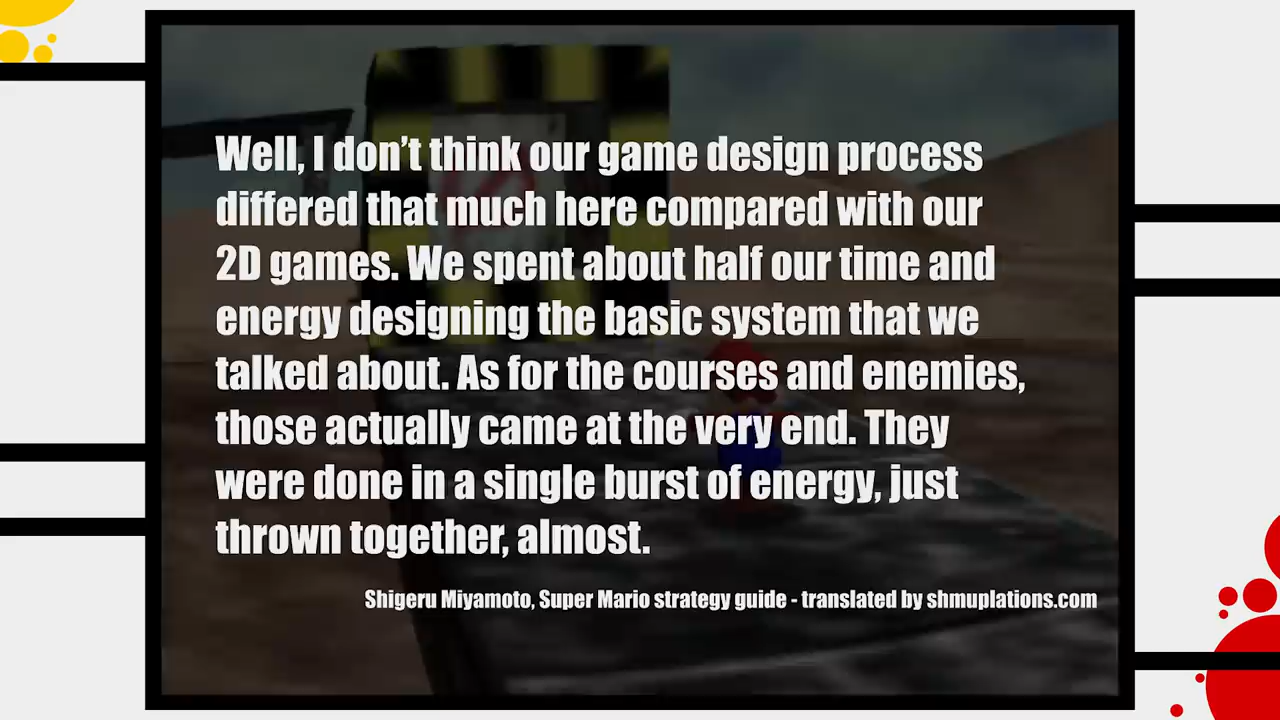 Well, I don’t think our game design process
differed that much here compared with our
2D games. We spent about half our time and
energy designing the basic system that we
talked about. As for the courses and enemies,
those actually came at the very end. They
were done in a single burst of energy, just
thrown together, almost.
Shigeru Miyamoto, Super Mario strategy guide - translated by shmuplations.com